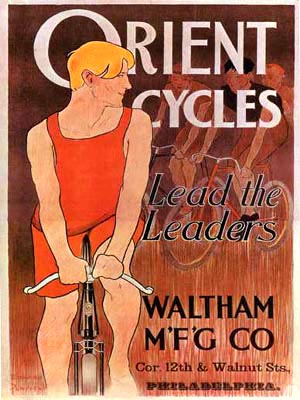 ORIENT
CYCLES
Lead the
Leaders
WALTHAM
M'F'G CO
Cor. 12th & Walnut Sts.,
PHILADELPHIA.